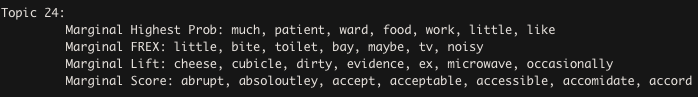 Topic 24:
Marginal Highest Prob: much, patient, ward, food, work, little, like
Marginal FREX: little, bite, toilet, bay, maybe, tv, noisy
Marginal Lift: cheese, cubicle, dirty, evidence, ex, microwave, occasionally
Marginal Score: abrupt, absoloutley, accept, acceptable, accessible, accomidate, accord